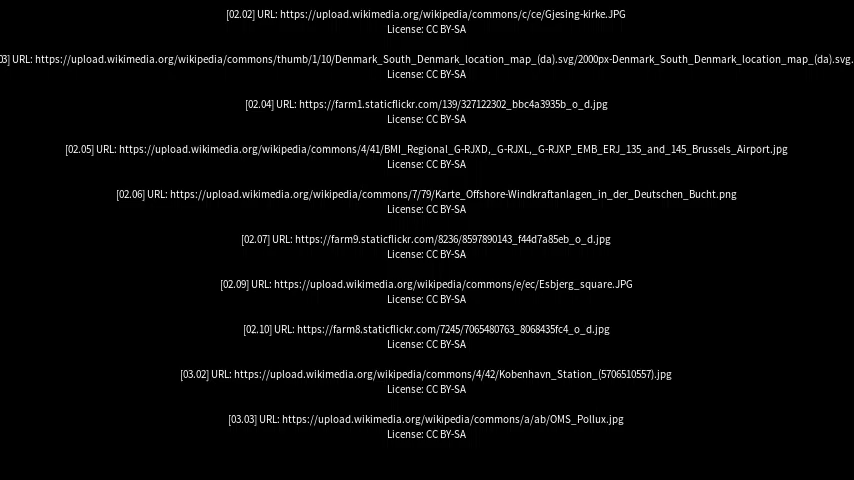 [02.02] URL: https://upload.wikimedia.org/wikipedia/commons/c/ce/Gjesing-kirke.JPG
License: CC BY-SA
03] URL: https://upload.wikimedia.org/wikipedia/commons/thumb/1/10/Denmark_South_Denmark_location_map_(da).svg/2000px-Denmark_South_Denmark_location_map_(da).svg.
License: CC BY-SA
[02.04] URL: https://farm1.staticflickr.com/139/327122302_bbc4a3935b_o_d.jpg
License: CC BY-SA
[02.05] URL: https://upload.wikimedia.org/wikipedia/commons/4/41/BMI_Regional_G-RJXD,_G-RJXL,_G-RJXP_EMB_ERJ_135_and_145_Brussels_Airport.jpg
License: CC BY-SA
[02.06] URL: https://upload.wikimedia.org/wikipedia/commons/7/79/Karte_Offshore-Windkraftanlagen_in_der_Deutschen_Bucht.png
License: CC BY-SA
[02.07] URL: https://farm9.staticflickr.com/8236/8597890143_f44d7a85eb_o_d.jpg
License: CC BY-SA
[02.09] URL: https://upload.wikimedia.org/wikipedia/commons/e/ec/Esbjerg_square.JPG
License: CC BY-SA
[02.10] URL: https://farm8.staticflickr.com/7245/7065480763_8068435fc4_o_d.jpg
License: CC BY-SA
[03.02] URL: https://upload.wikimedia.org/wikipedia/commons/4/42/Kobenhavn_Station_(5706510557).jpg
License: CC BY-SA
[03.03] URL: https://upload.wikimedia.org/wikipedia/commons/a/ab/OMS_Pollux.jpg
License: CC BY-SA